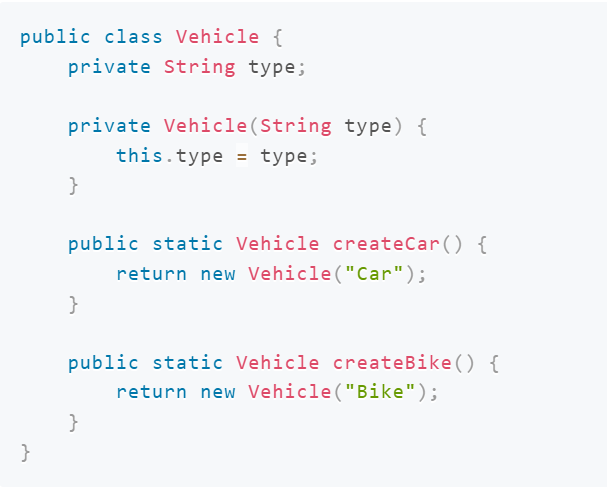 public class Vehicle {
    private String type;

    private Vehicle(String type) {
        this.type = type;
    }

    public static Vehicle createCar() {
        return new Vehicle("Car");
    }

    public static Vehicle createBike() {
        return new Vehicle("Bike");
    }
}